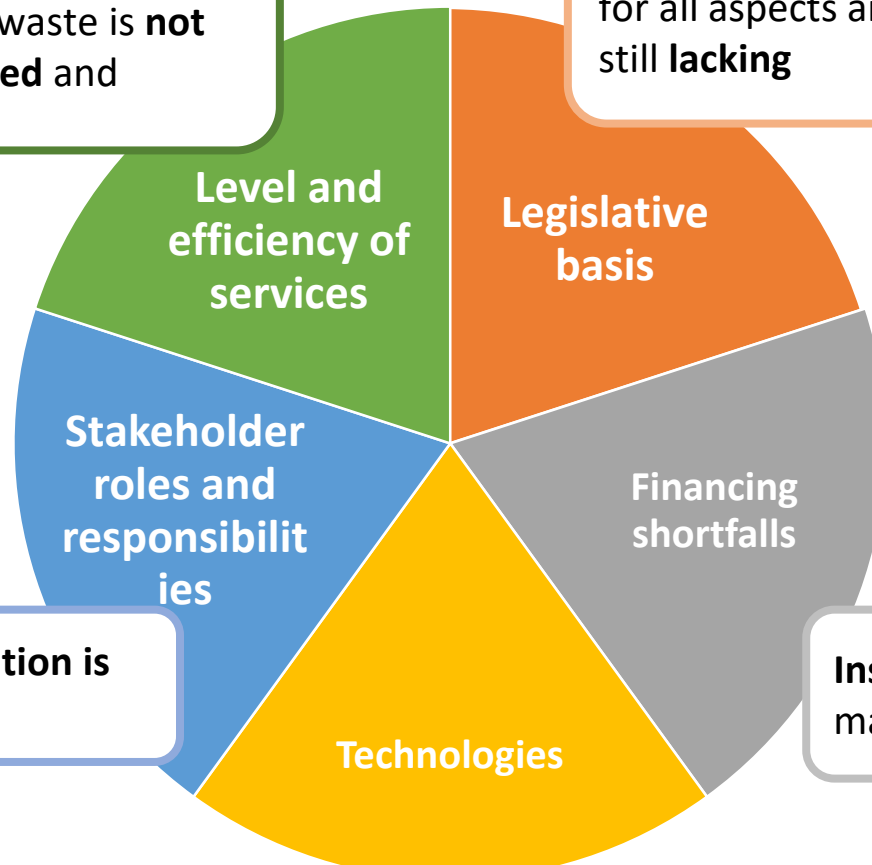 waste is not
ed and
for all aspects
still lacking
Level and
efficiency of
services
Legislative
basis
Stakeholder
roles and
responsibilit
ies
Financing
shortfalls
tion is
Ins
ma
Technologies